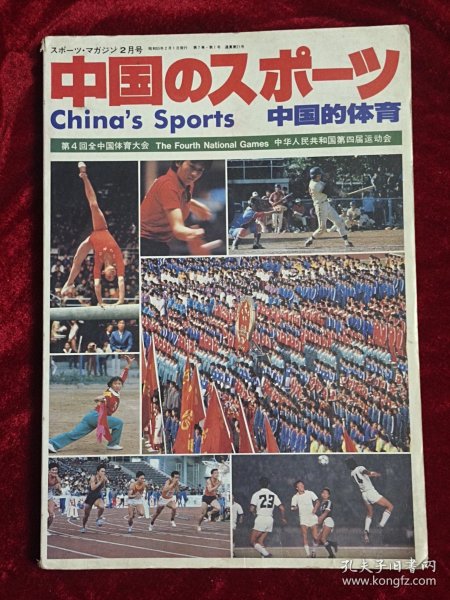 スポーツ・マガジン2月号
中国のスポーツ
China's Sports 中国的体育
第4回全中国体育大会 The Fourth National Games 中华人民共和国第四届运动会
23
4
孔夫子旧书网
www.kongfz.com